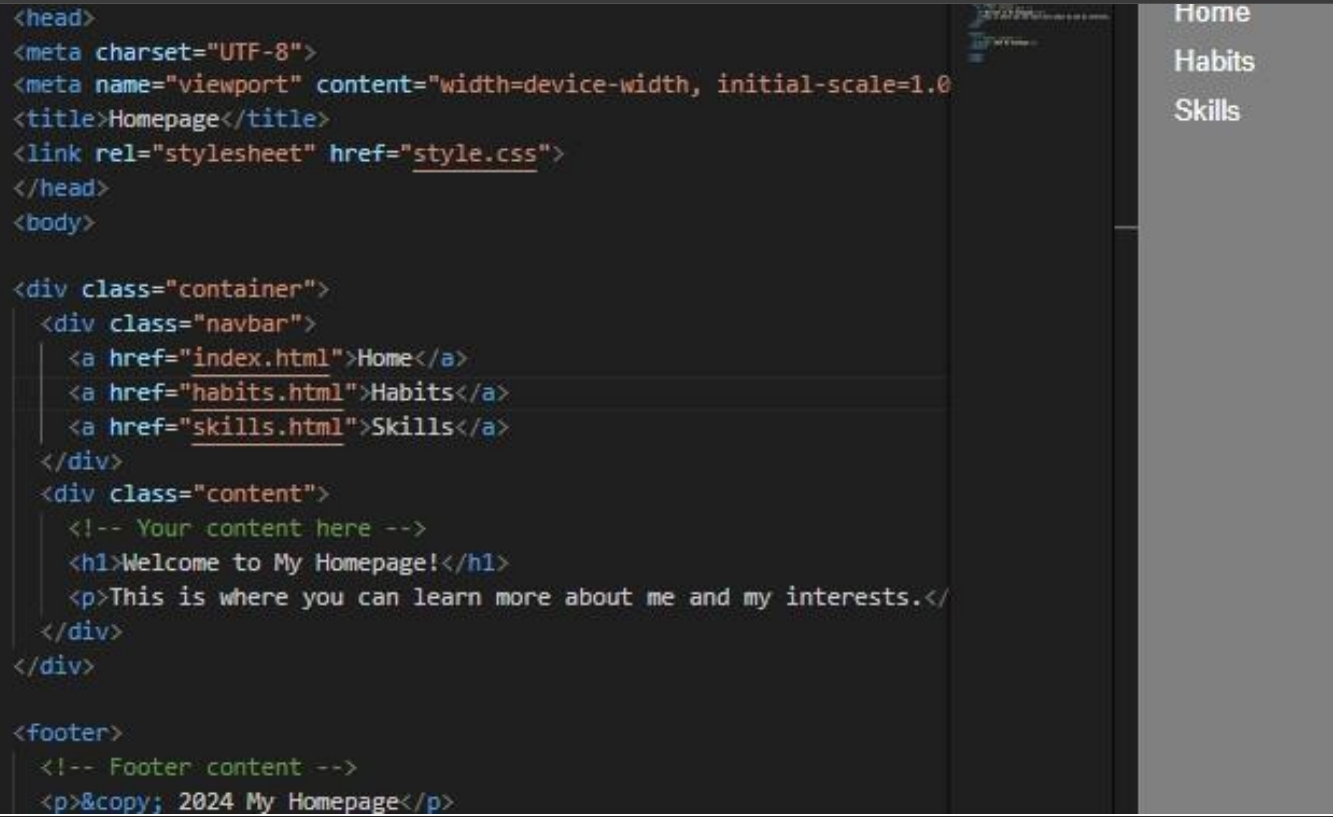 <head>
<meta charset="UTF-8">
<meta name="viewport" content="width=device-width, initial-scale=1.0
<title>Homepage</title>
<link rel="stylesheet" href="style.css">
</head>
<body>
<div class="container">
<div class="navbar">
<a href="index.html">Home</a>
<a href="habits.html">Habits</a>
<a href="skills.html">Skills</a>
</div>
<div class="content">
<!-- Your content here -->
<h1>Welcome to My Homepage!</h1>
<p>This is where you can learn more about me and my interests.</
</div>
</div>
<footer>
<!-- Footer content -->
<p>&copy; 2024 My Homepage</p>
Home
Habits
Skills